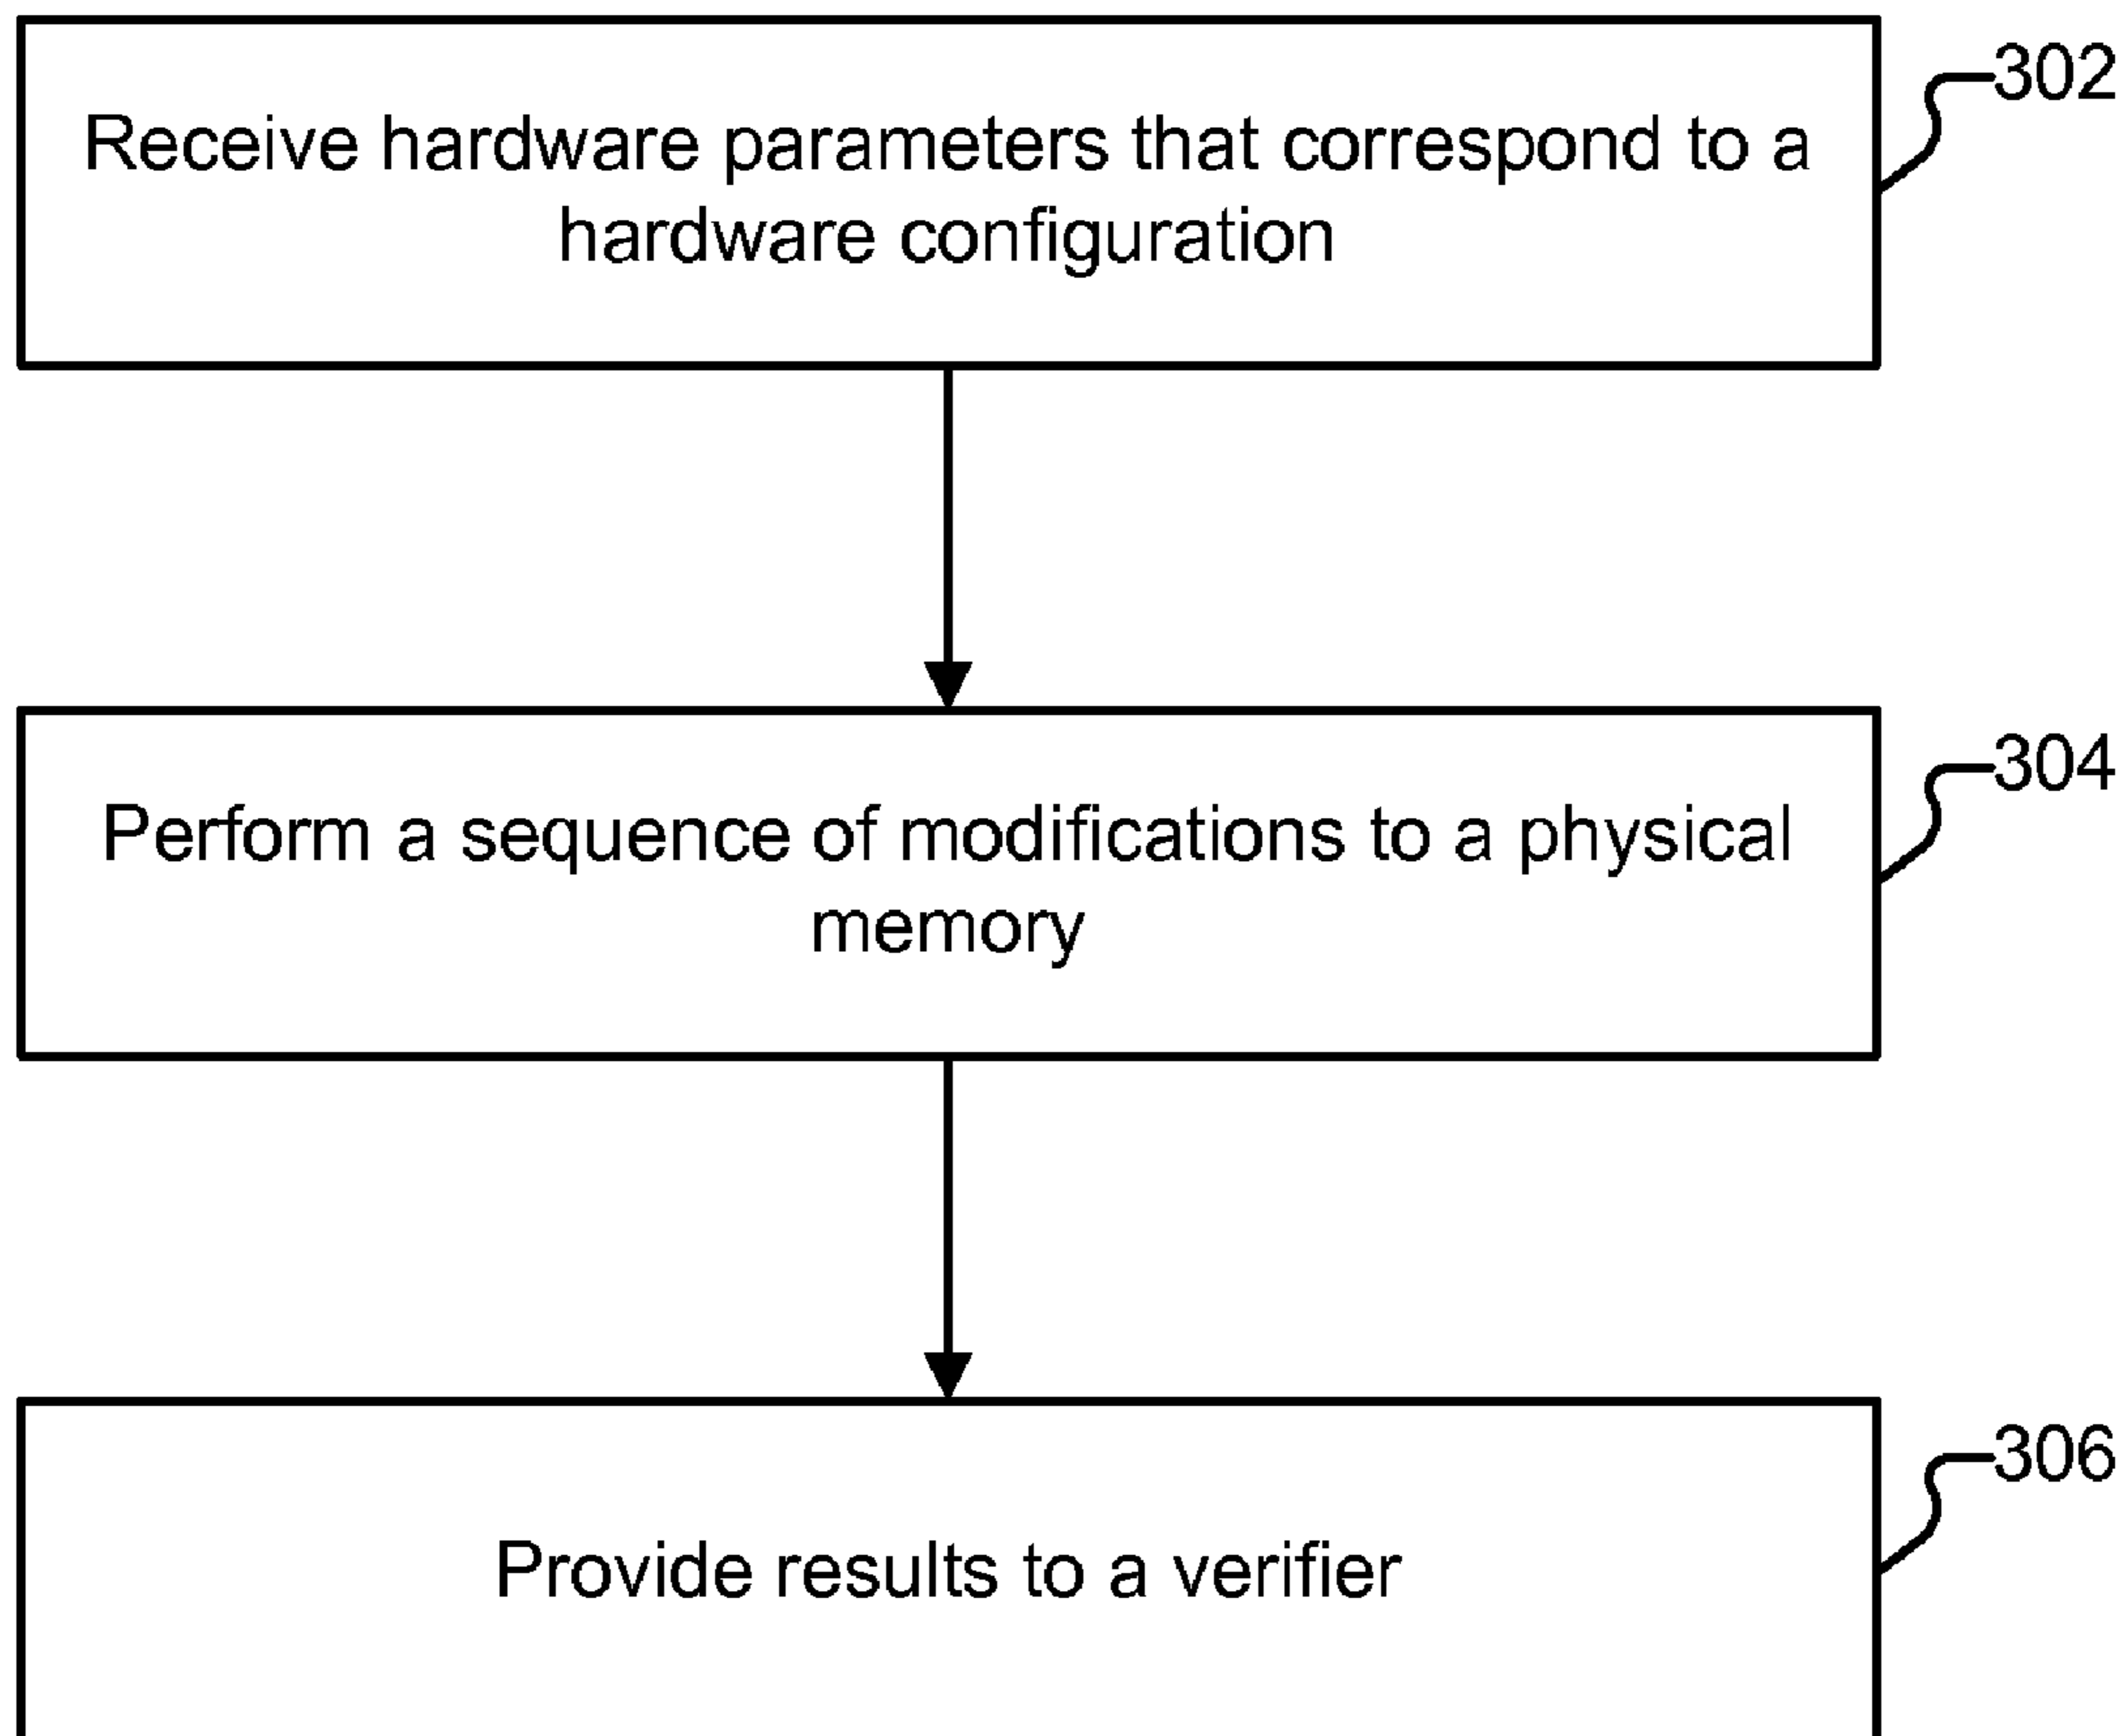 302
Receive hardware parameters that correspond to a
hardware configuration
304
Perform a sequence of modifications to a physical
memory
306
Provide results to a verifier